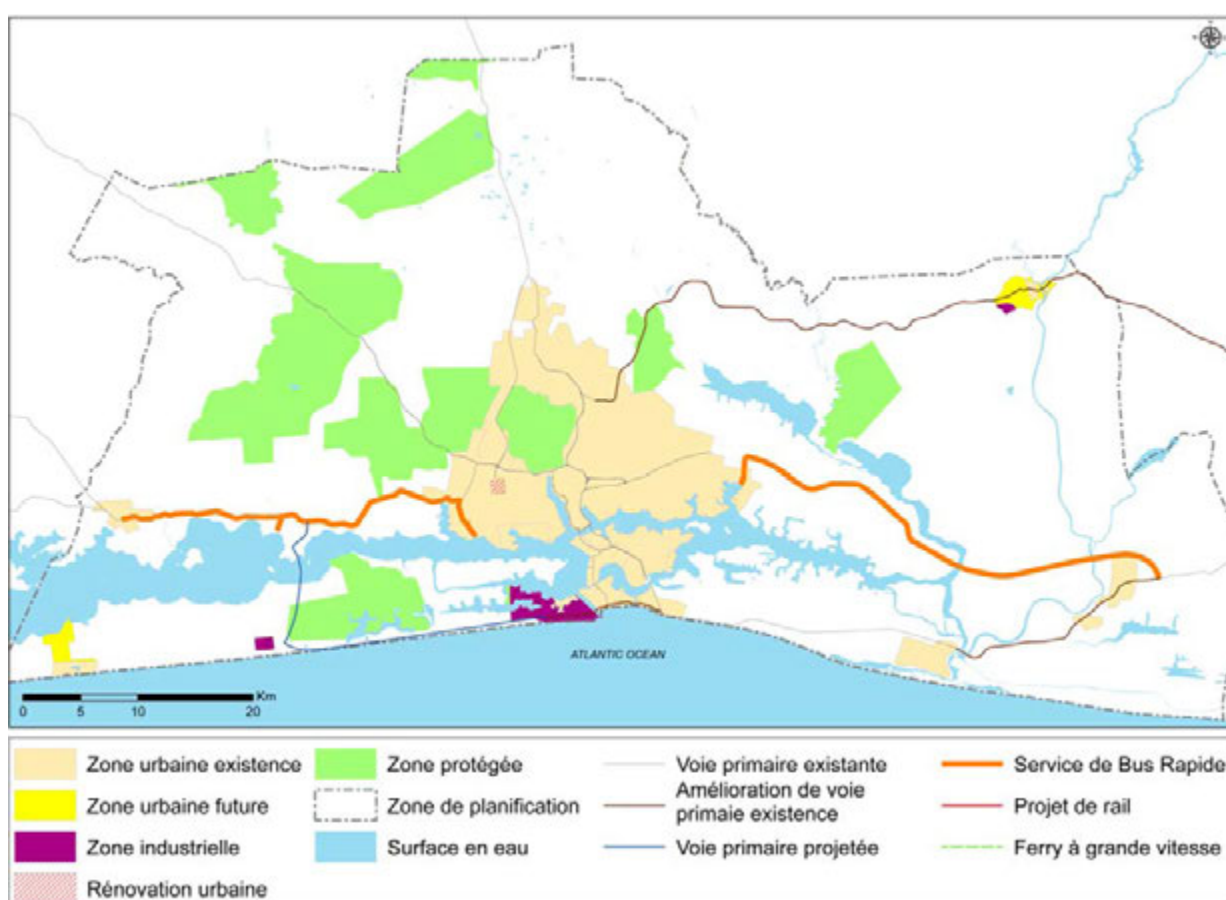 ATLANTIC OCEAN
Km
0 5 10 20
Zone urbaine existence
Zone urbaine future
Zone industrielle
Rénovation urbaine
Zone protégée
Zone de planification
Surface en eau
Voie primaire existante
Amélioration de voie
primaie existence
Voie primaire projetée
Service de Bus Rapide
Projet de rail
Ferry à grande vitesse